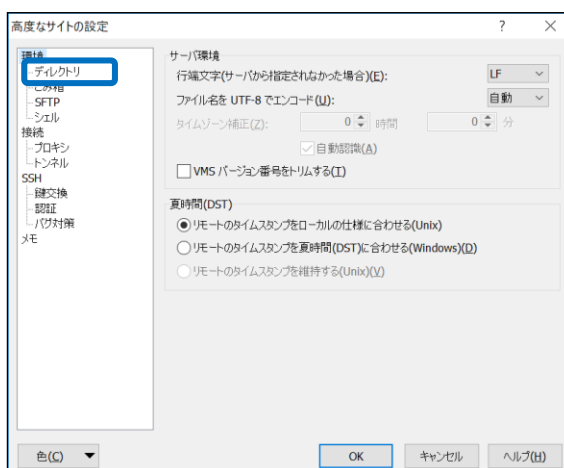 高度なサイトの設定
環境
ディレクトリ
ごみ箱
SFTP
シェル
接続
プロキシ
トンネル
SSH
鍵交換
認証
バグ対策
メモ
サーバ環境
行端文字(サーバから指定されなかった場合)(E): LF
ファイル名を UTF-8 でエンコード(U): 自動
タイムゾーン補正(Z): 0 時間 0 分
自動認識(A)
VMS バージョン番号をトリムする(T)
夏時間(DST)
リモートのタイムスタンプをローカルの仕様に合わせる(Unix)
リモートのタイムスタンプを夏時間(DST)に合わせる(Windows)(D)
リモートのタイムスタンプを維持する(Unix)(V)
色(C) OK キャンセル ヘルプ(H)